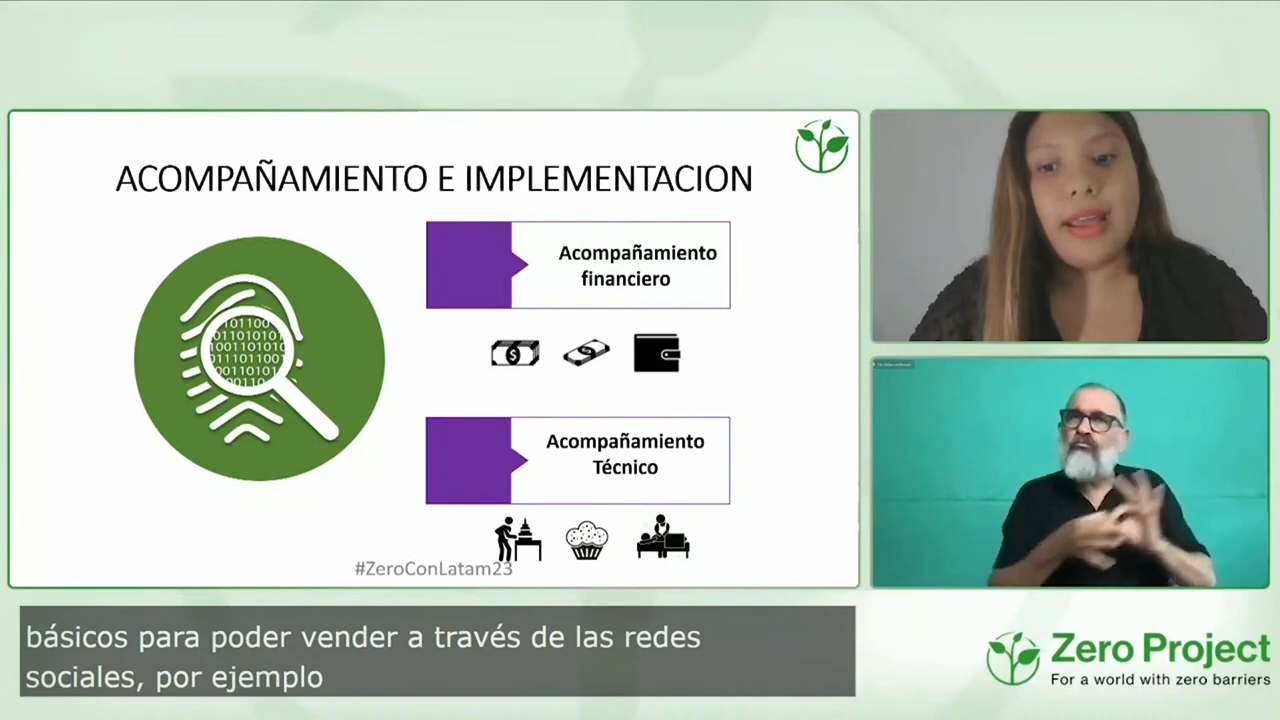 ACOMPAÑAMIENTO E IMPLEMENTACION
Acompañamiento
financiero
Acompañamiento
Técnico
#ZeroConLatam23
básicos para poder vender a través de las redes
sociales, por ejemplo
Zero Project
For a world with zero barriers